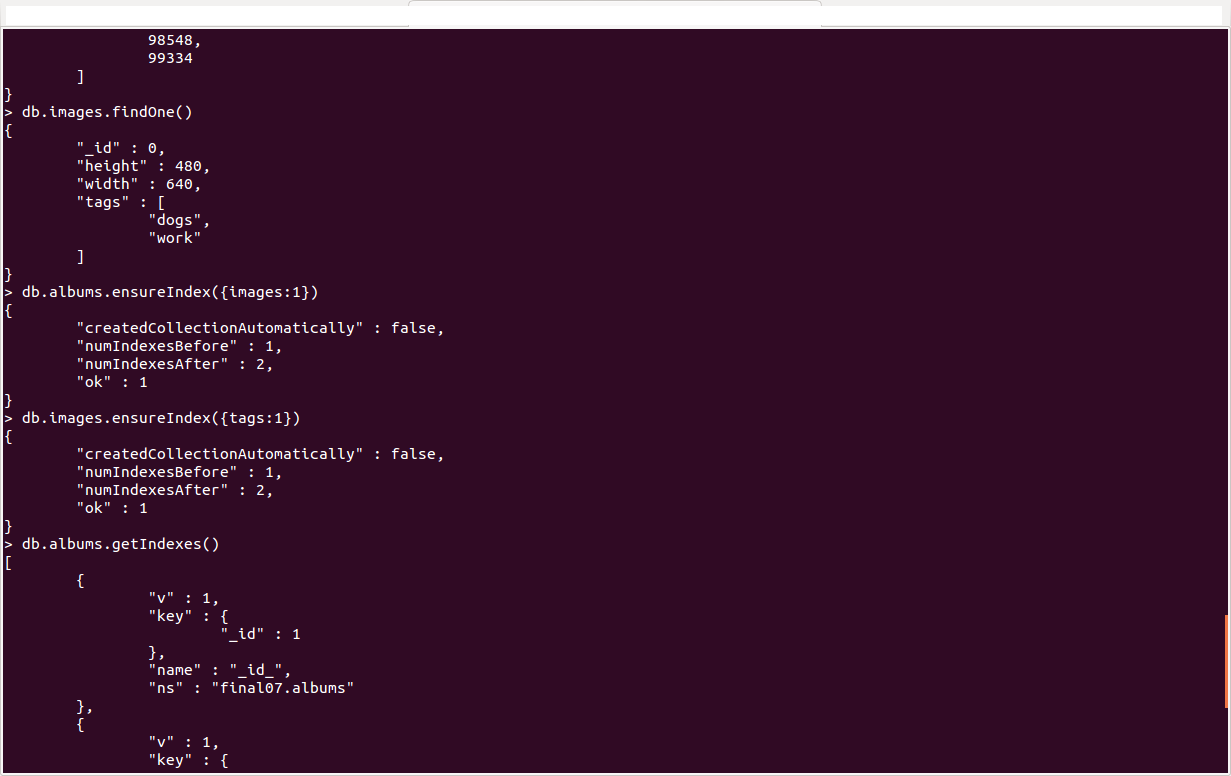 98548,
                99334
        ]
}
> db.images.findOne()
{
        "_id" : 0,
        "height" : 480,
        "width" : 640,
        "tags" : [
                "dogs",
                "work"
        ]
}
> db.albums.ensureIndex({images:1})
{
        "createdCollectionAutomatically" : false,
        "numIndexesBefore" : 1,
        "numIndexesAfter" : 2,
        "ok" : 1
}
> db.images.ensureIndex({tags:1})
{
        "createdCollectionAutomatically" : false,
        "numIndexesBefore" : 1,
        "numIndexesAfter" : 2,
        "ok" : 1
}
> db.albums.getIndexes()
[
        {
                "v" : 1,
                "key" : {
                        "_id" : 1
                },
                "name" : "_id_",
                "ns" : "final07.albums"
        },
        {
                "v" : 1,
                "key" : {